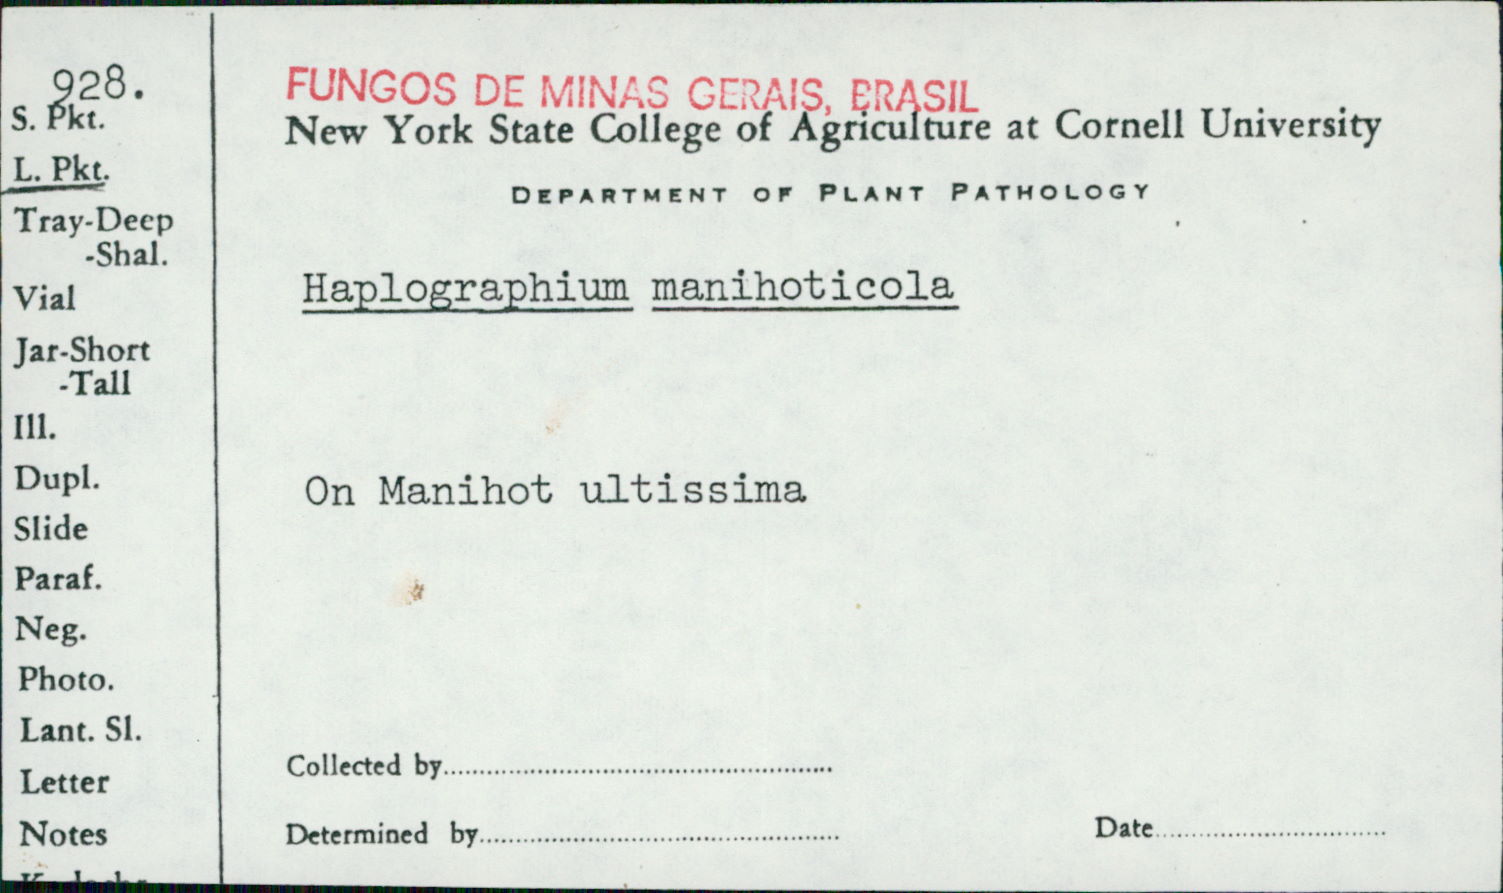 928.
S. Pkt.
L. Pkt.
Tray-Deep
-Shal.
Vial
Jar-Short
-Tall
Ill.
Dupl.
Slide
Paraf.
Neg.
Photo.
Lant. Sl.
Letter
Notes
FUNGOS DE MINAS GERAIS, BRASIL
New York State College of Agriculture at Cornell University
DEPARTMENT OF PLANT PATHOLOGY
Haplographium manihoticola
On Manihot ultissima
Collected by
Determined by
Date